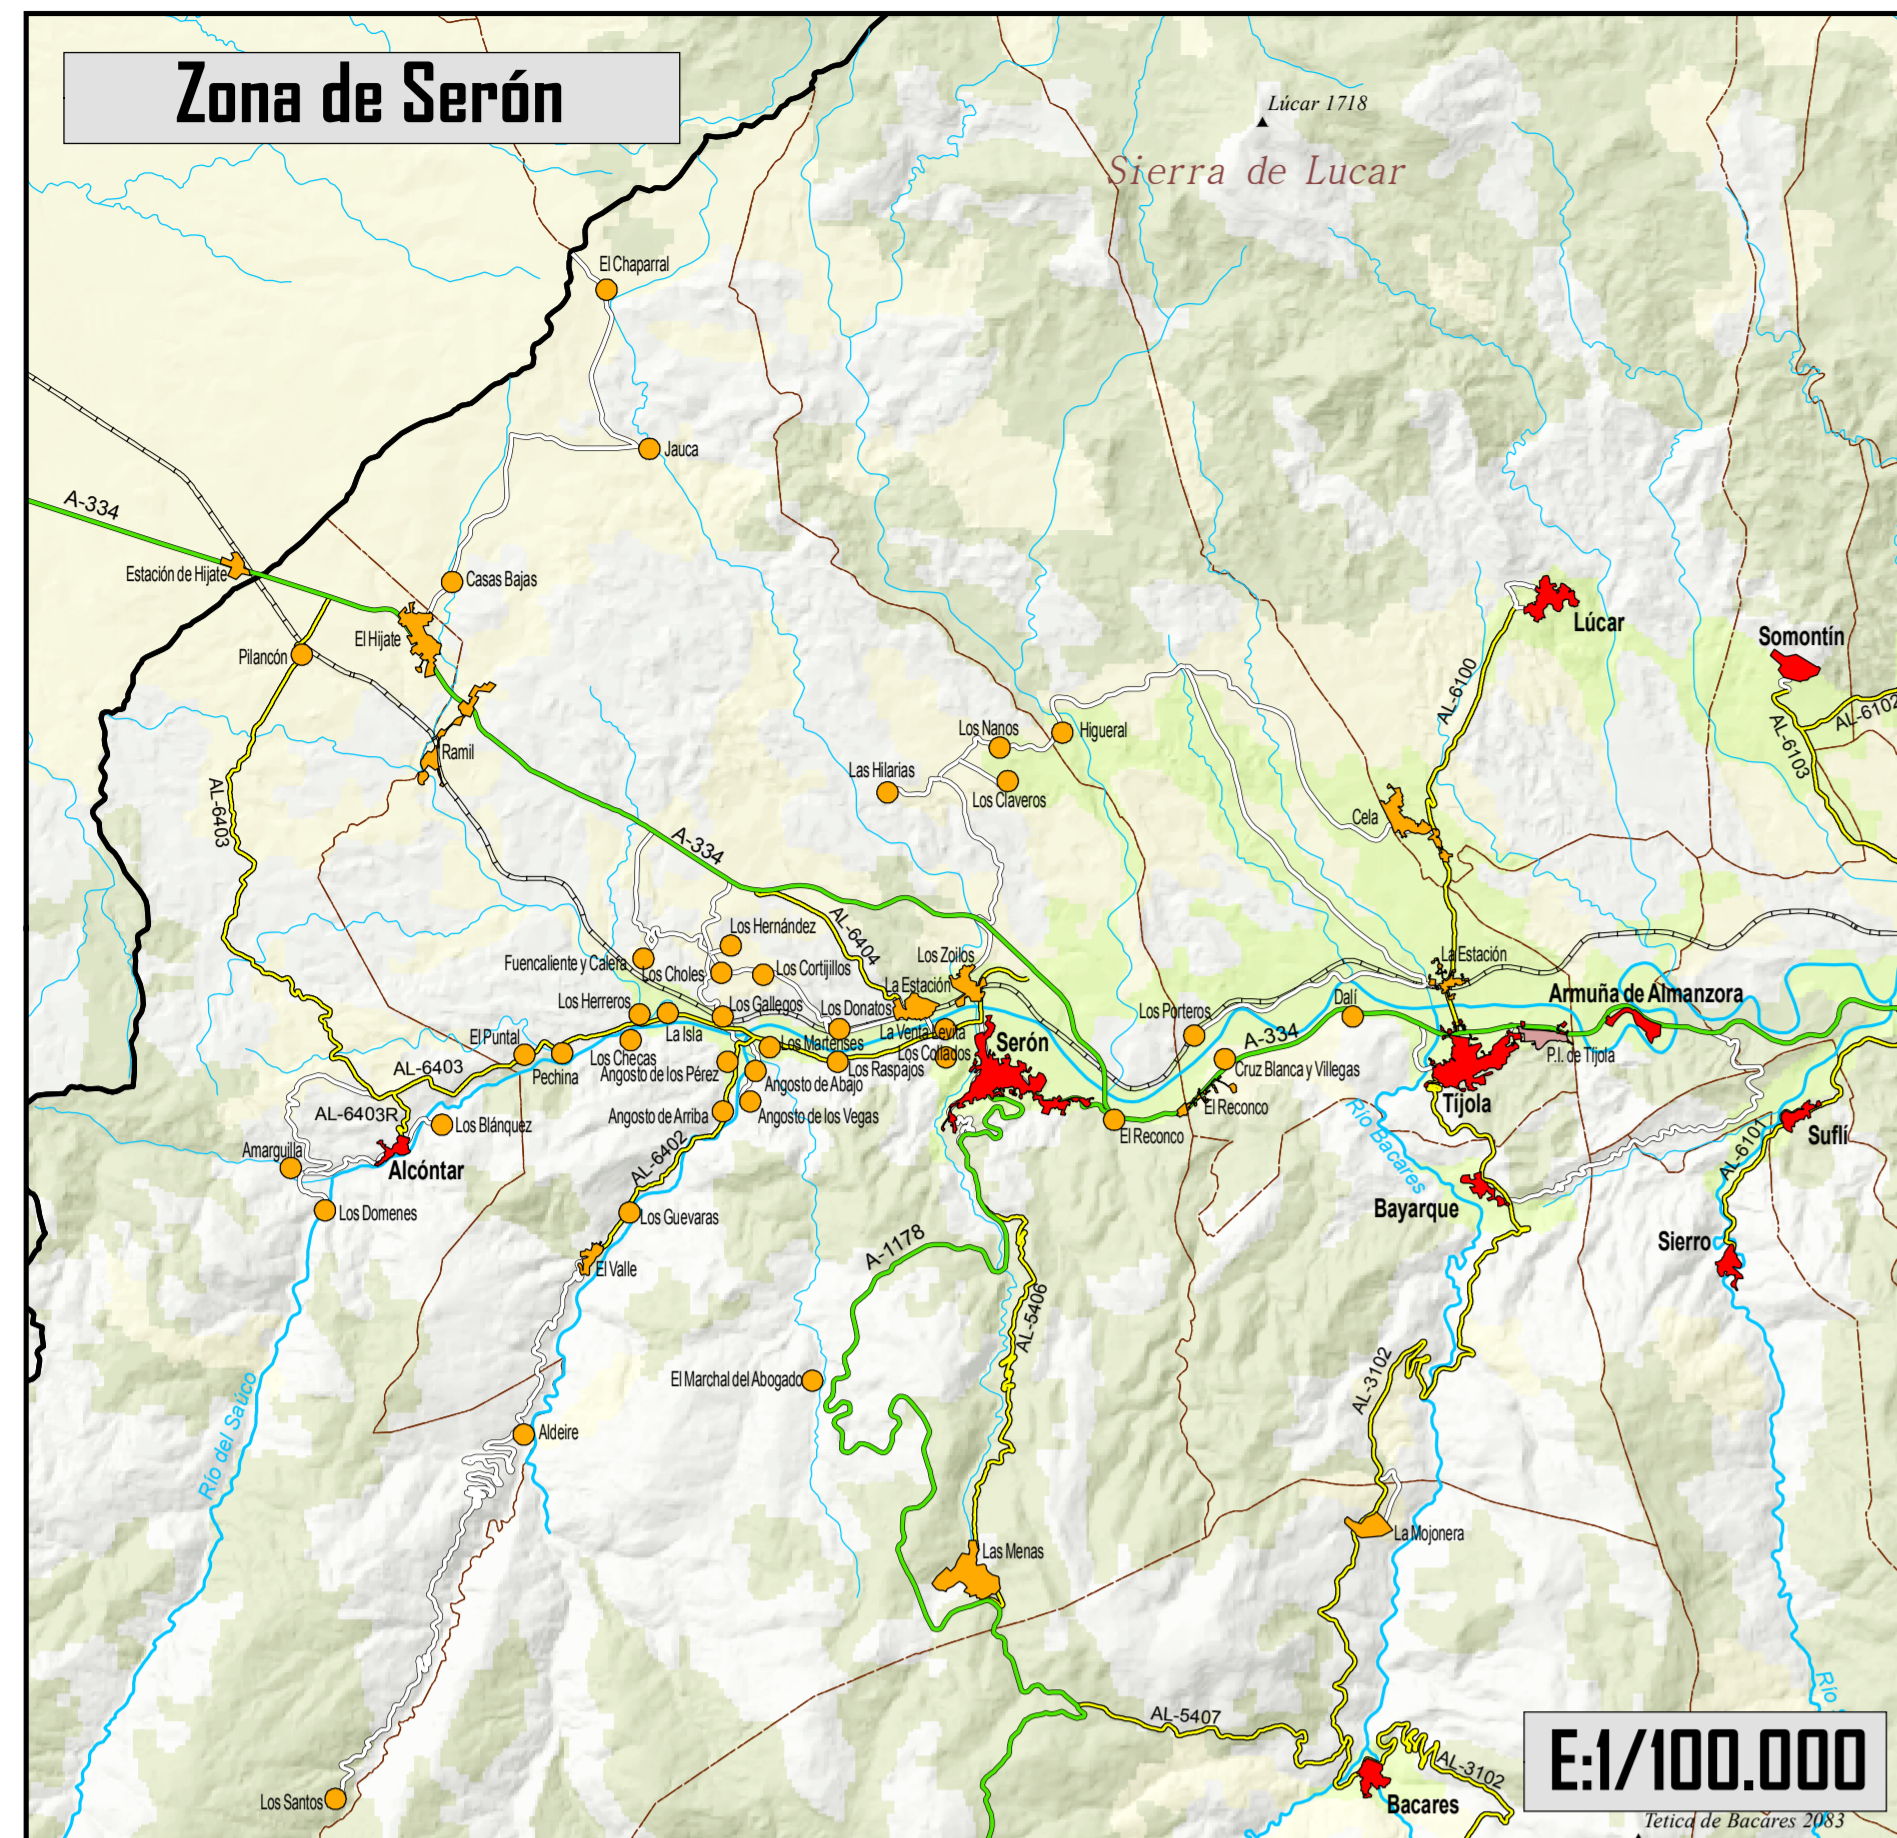 Zona de Serón
Lúcar 1718
Sierra de Lucar
El Chaparral
Jauca
A-334
Estación de Hijate
Casas Bajas
El Hijate
Pilancón
Lúcar
Somontín
AL-6100
AL-6102
AL-6103
Ramil
Los Nanos
Higueral
Las Hilarias
Los Claveros
AL-6403
Cela
A-334
AL-6404
Los Hernández
Fuencaliente y Calera
Los Choles
Los Cortijillos
Los Zoilos
La Estación
La Estación
Los Herreros
Los Gallegos
Los Donatos
Dalí
Armuña de Almanzora
El Puntal
La Isla
La Venta Levita
Los Porteros
A-334
Los Martenses
Serón
Pechina
Los Checas
Los Collados
P.I. de Tíjola
AL-6403
Angosto de los Pérez
Los Raspajos
Cruz Blanca y Villegas
Angosto de Abajo
AL-6403R
Los Blánquez
Angosto de Arriba
Angosto de los Vegas
El Reconco
Tíjola
Río Bacares
El Reconco
Suflí
Amarguilla
Alcóntar
AL-6402
AL-6101
Los Domenes
Los Guevaras
Bayarque
A-1178
Sierro
El Valle
AL-5406
El Marchal del Abogado
AL-3102
Río del Saúco
Aldeire
La Mojonera
Las Menas
Río
AL-5407
E:1/100.000
AL-3102
Los Santos
Bacares
Tetica de Bacares 2083